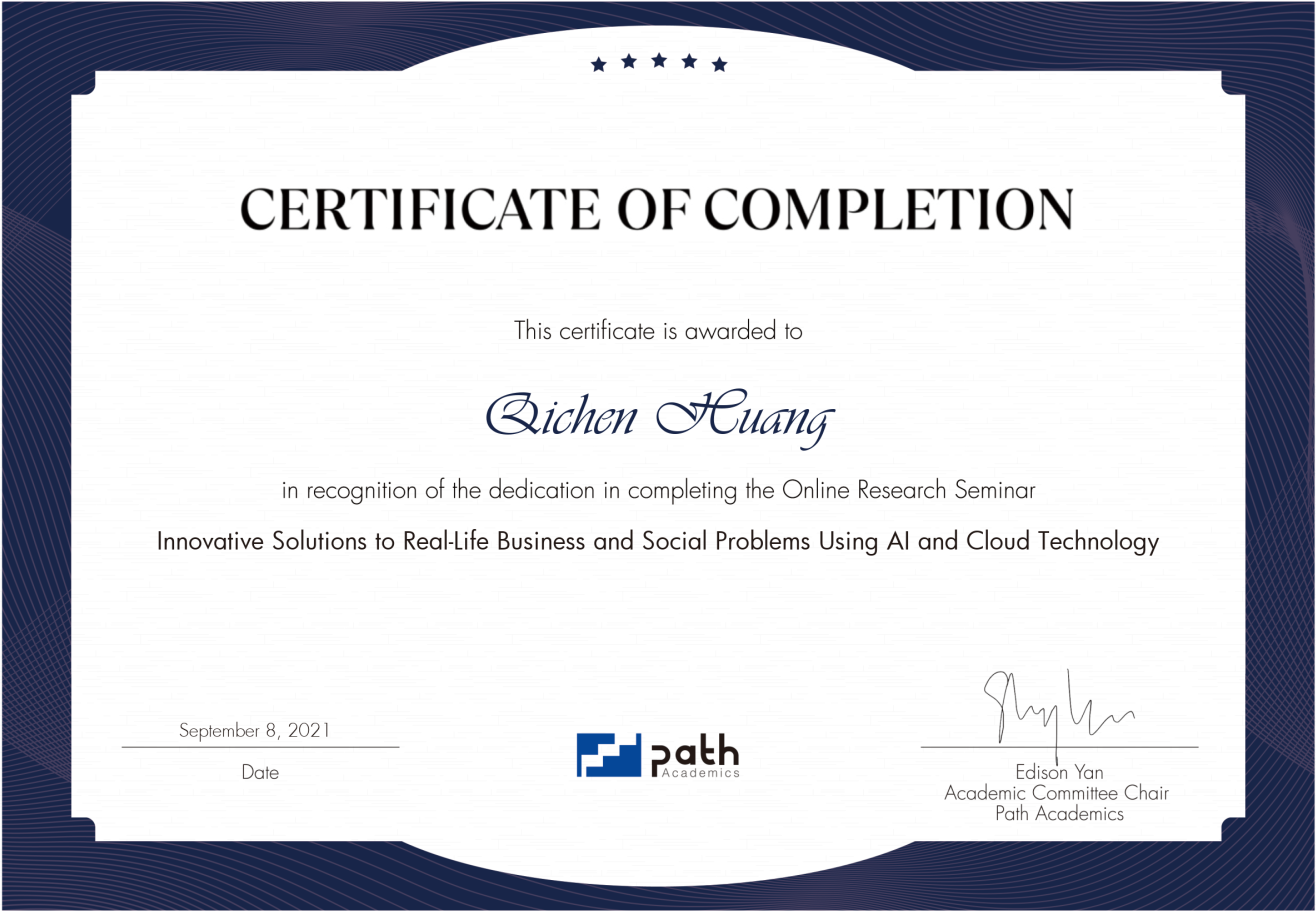 CERTIFICATE OF COMPLETION
This certificate is awarded to
Qichen Huang
in recognition of the dedication in completing the Online Research Seminar
Innovative Solutions to Real-Life Business and Social Problems Using AI and Cloud Technology
September 8, 2021
Date
path
Academics
Edison Yan
Academic Committee Chair
Path Academics